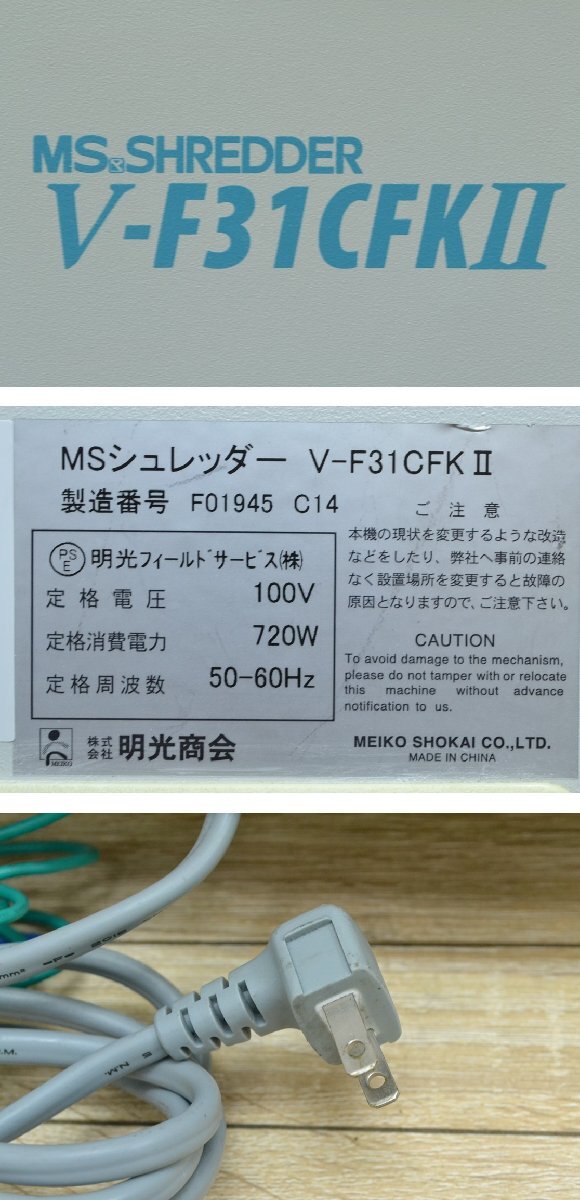 MS SHREDDER
V-F31CFKII
MSシュレッダー V-F31CFKⅡ
製造番号 F01945 C14
PS
E
明光フィールドサービス㈱
定格電圧 100V
定格消費電力 720W
定格周波数 50-60Hz
ご注意
本機の現状を変更するような改造
などをしたり、弊社へ事前の連絡
なく設置場所を変更すると故障の
原因となりますので、ご注意下さい。
CAUTION
To avoid damage to the mechanism,
please do not tamper with or relocate
this machine without advance
notification to us.
MEIKO
株式
会社 明光商会
MEIKO SHOKAI CO.,LTD.
MADE IN CHINA
mm²
N.M.